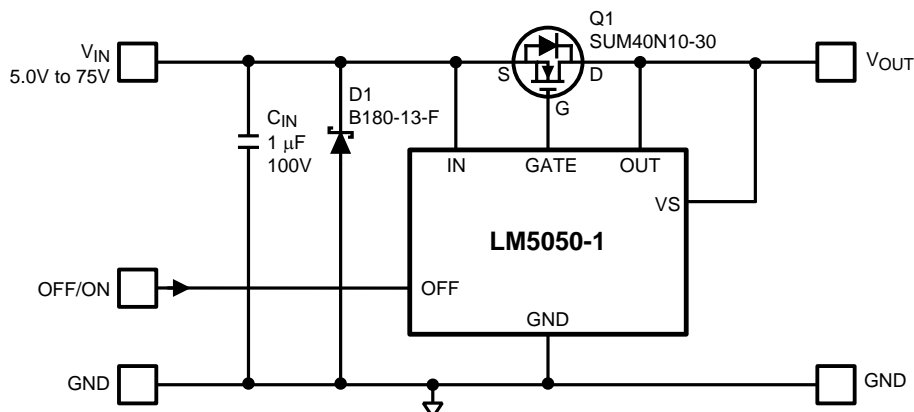 Q1
SUM40N10-30
VIN
5.0V to 75V
S
D
G
VOUT
D1
B180-13-F
CIN
1 μF
100V
IN
GATE
OUT
VS
LM5050-1
OFF/ON
OFF
GND
GND
GND